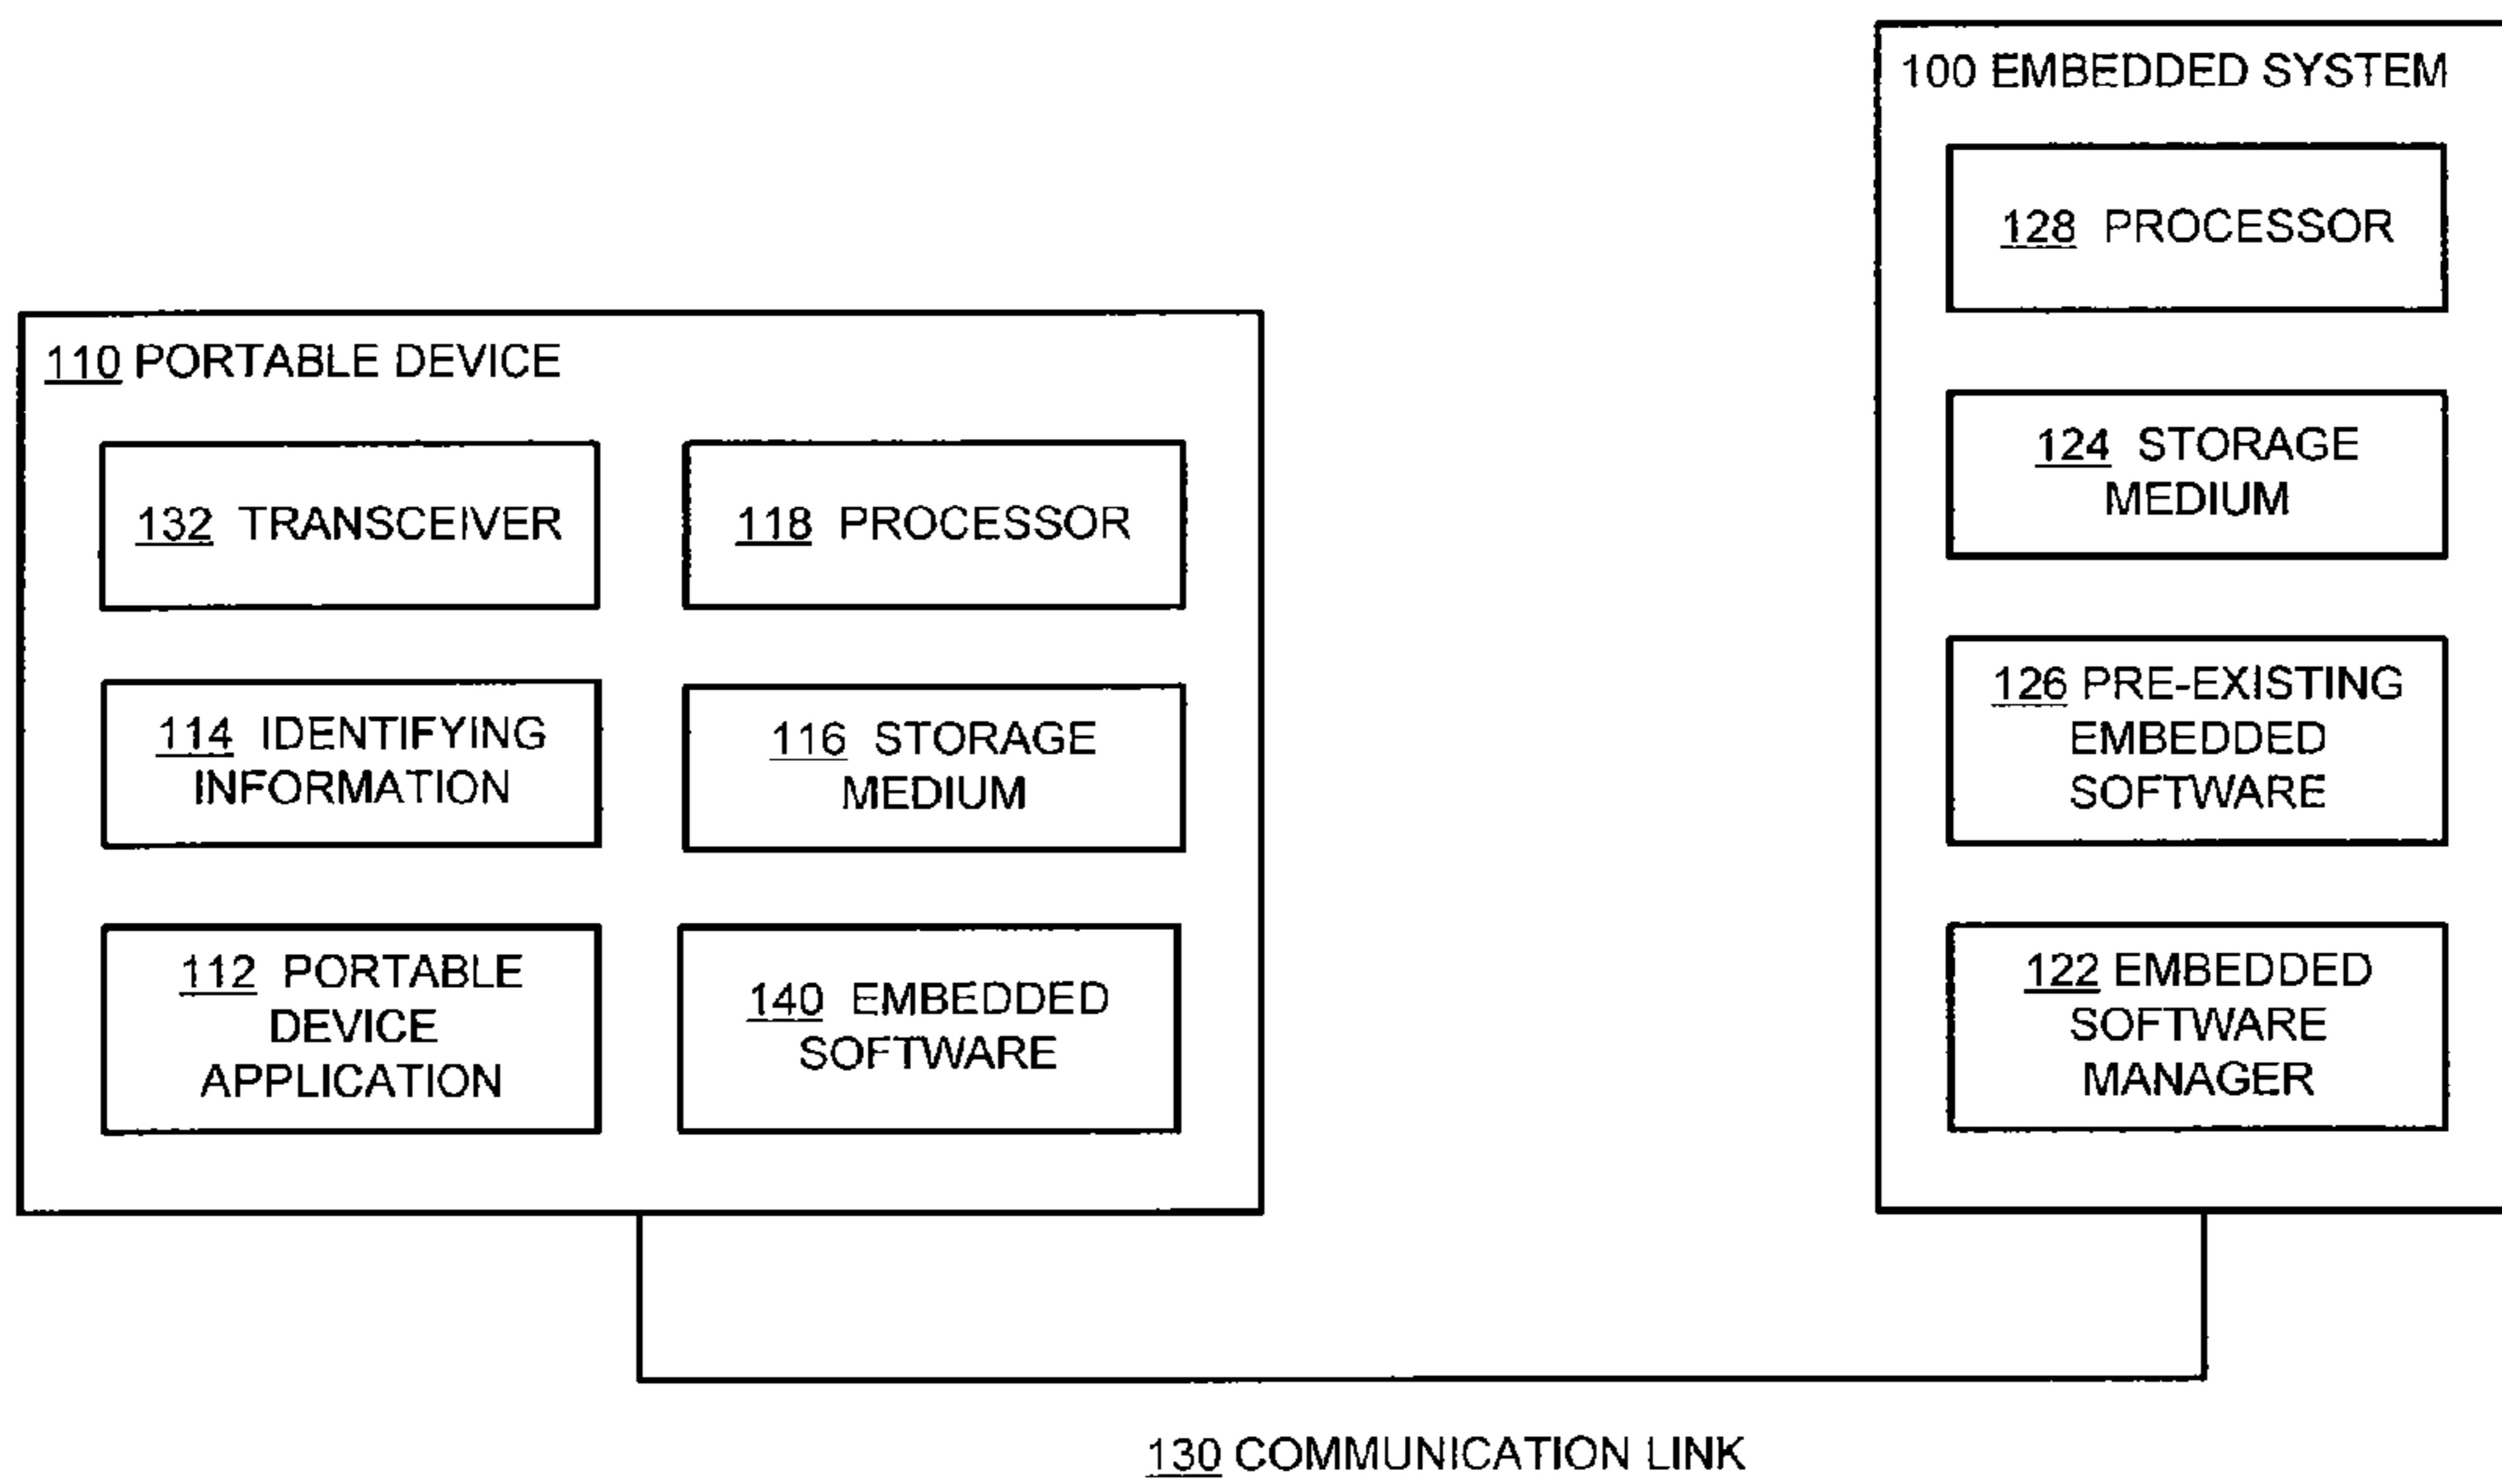 100 EMBEDDED SYSTEM
128 PROCESSOR
124 STORAGE
MEDIUM
126 PRE-EXISTING
EMBEDDED
SOFTWARE
122 EMBEDDED
SOFTWARE
MANAGER
110 PORTABLE DEVICE
132 TRANSCEIVER
118 PROCESSOR
114 IDENTIFYING
INFORMATION
116 STORAGE
MEDIUM
112 PORTABLE
DEVICE
APPLICATION
140 EMBEDDED
SOFTWARE
130 COMMUNICATION LINK